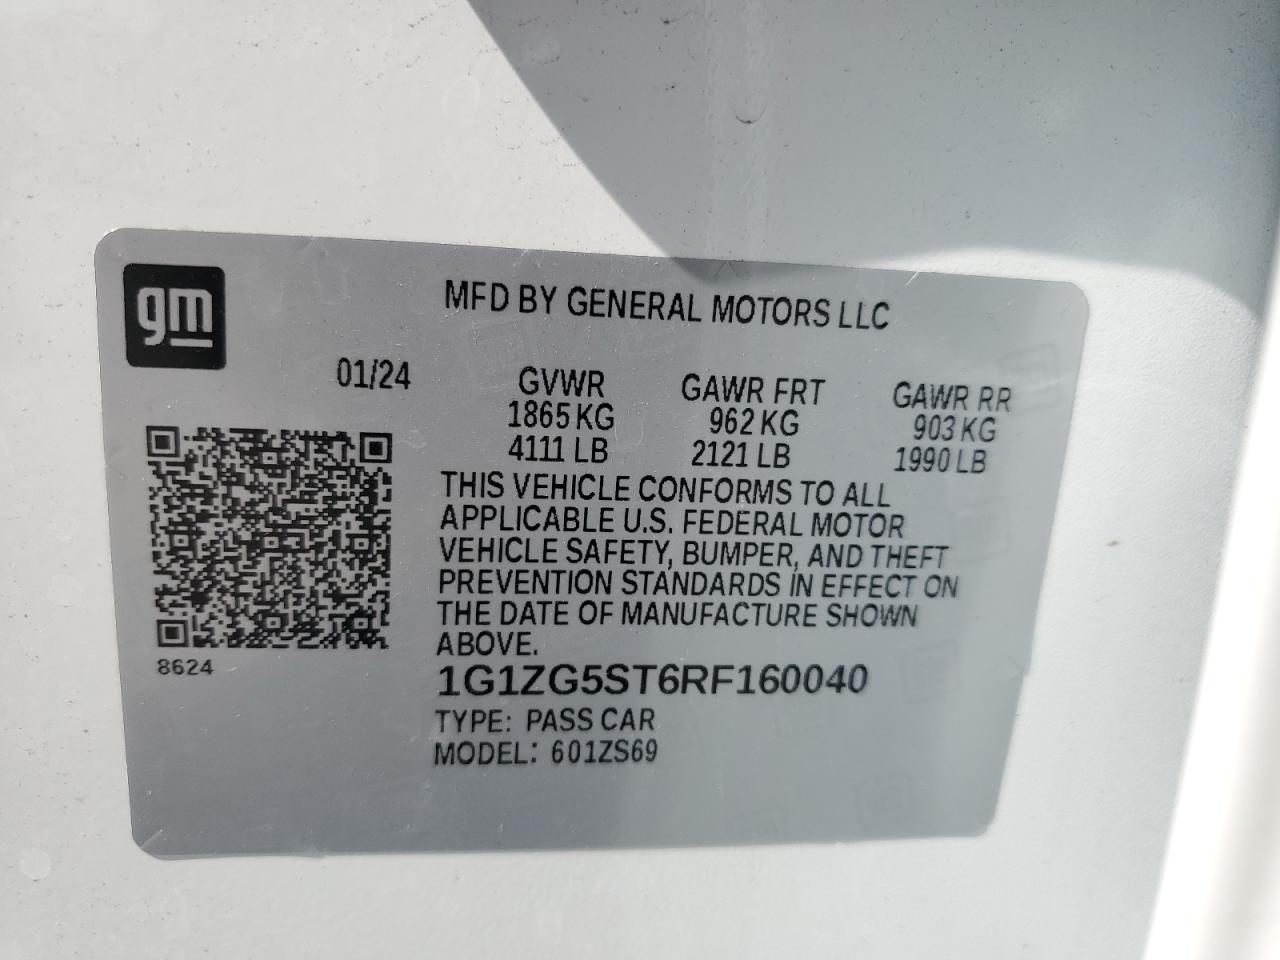 gm
MFD BY GENERAL MOTORS LLC
01/24
GVWR GAWR FRT GAWR RR
1865 KG 962 KG 903 KG
4111 LB 2121 LB 1990 LB
THIS VEHICLE CONFORMS TO ALL
APPLICABLE U.S. FEDERAL MOTOR
VEHICLE SAFETY, BUMPER, AND THEFT
PREVENTION STANDARDS IN EFFECT ON
THE DATE OF MANUFACTURE SHOWN
ABOVE.
8624
1G1ZG5ST6RF160040
TYPE: PASS CAR
MODEL: 601ZS69